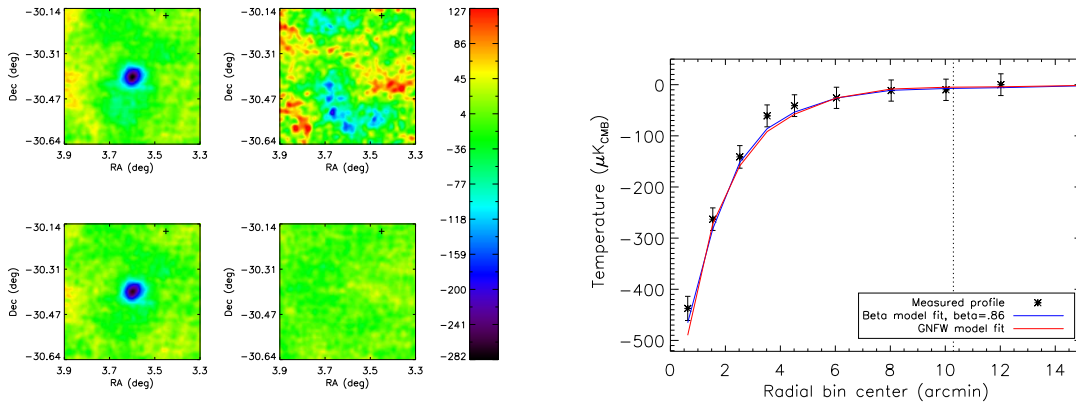 −30.14
−30.31
−30.47
−30.64
Dec (deg)
3.9 3.7 3.5 3.3
RA (deg)
−30.14
−30.31
−30.47
−30.64
Dec (deg)
3.9 3.7 3.5 3.3
RA (deg)
−30.14
−30.31
−30.47
−30.64
Dec (deg)
3.9 3.7 3.5 3.3
RA (deg)
−30.14
−30.31
−30.47
−30.64
Dec (deg)
3.9 3.7 3.5 3.3
RA (deg)
127
86
45
4
−36
−77
−118
−159
−200
−241
−282
0
−100
−200
−300
−400
−500
Temperature (μK_CMB)
0 2 4 6 8 10 12 14
Radial bin center (arcmin)
Measured profile
Beta model fit, beta=.86
GNFW model fit